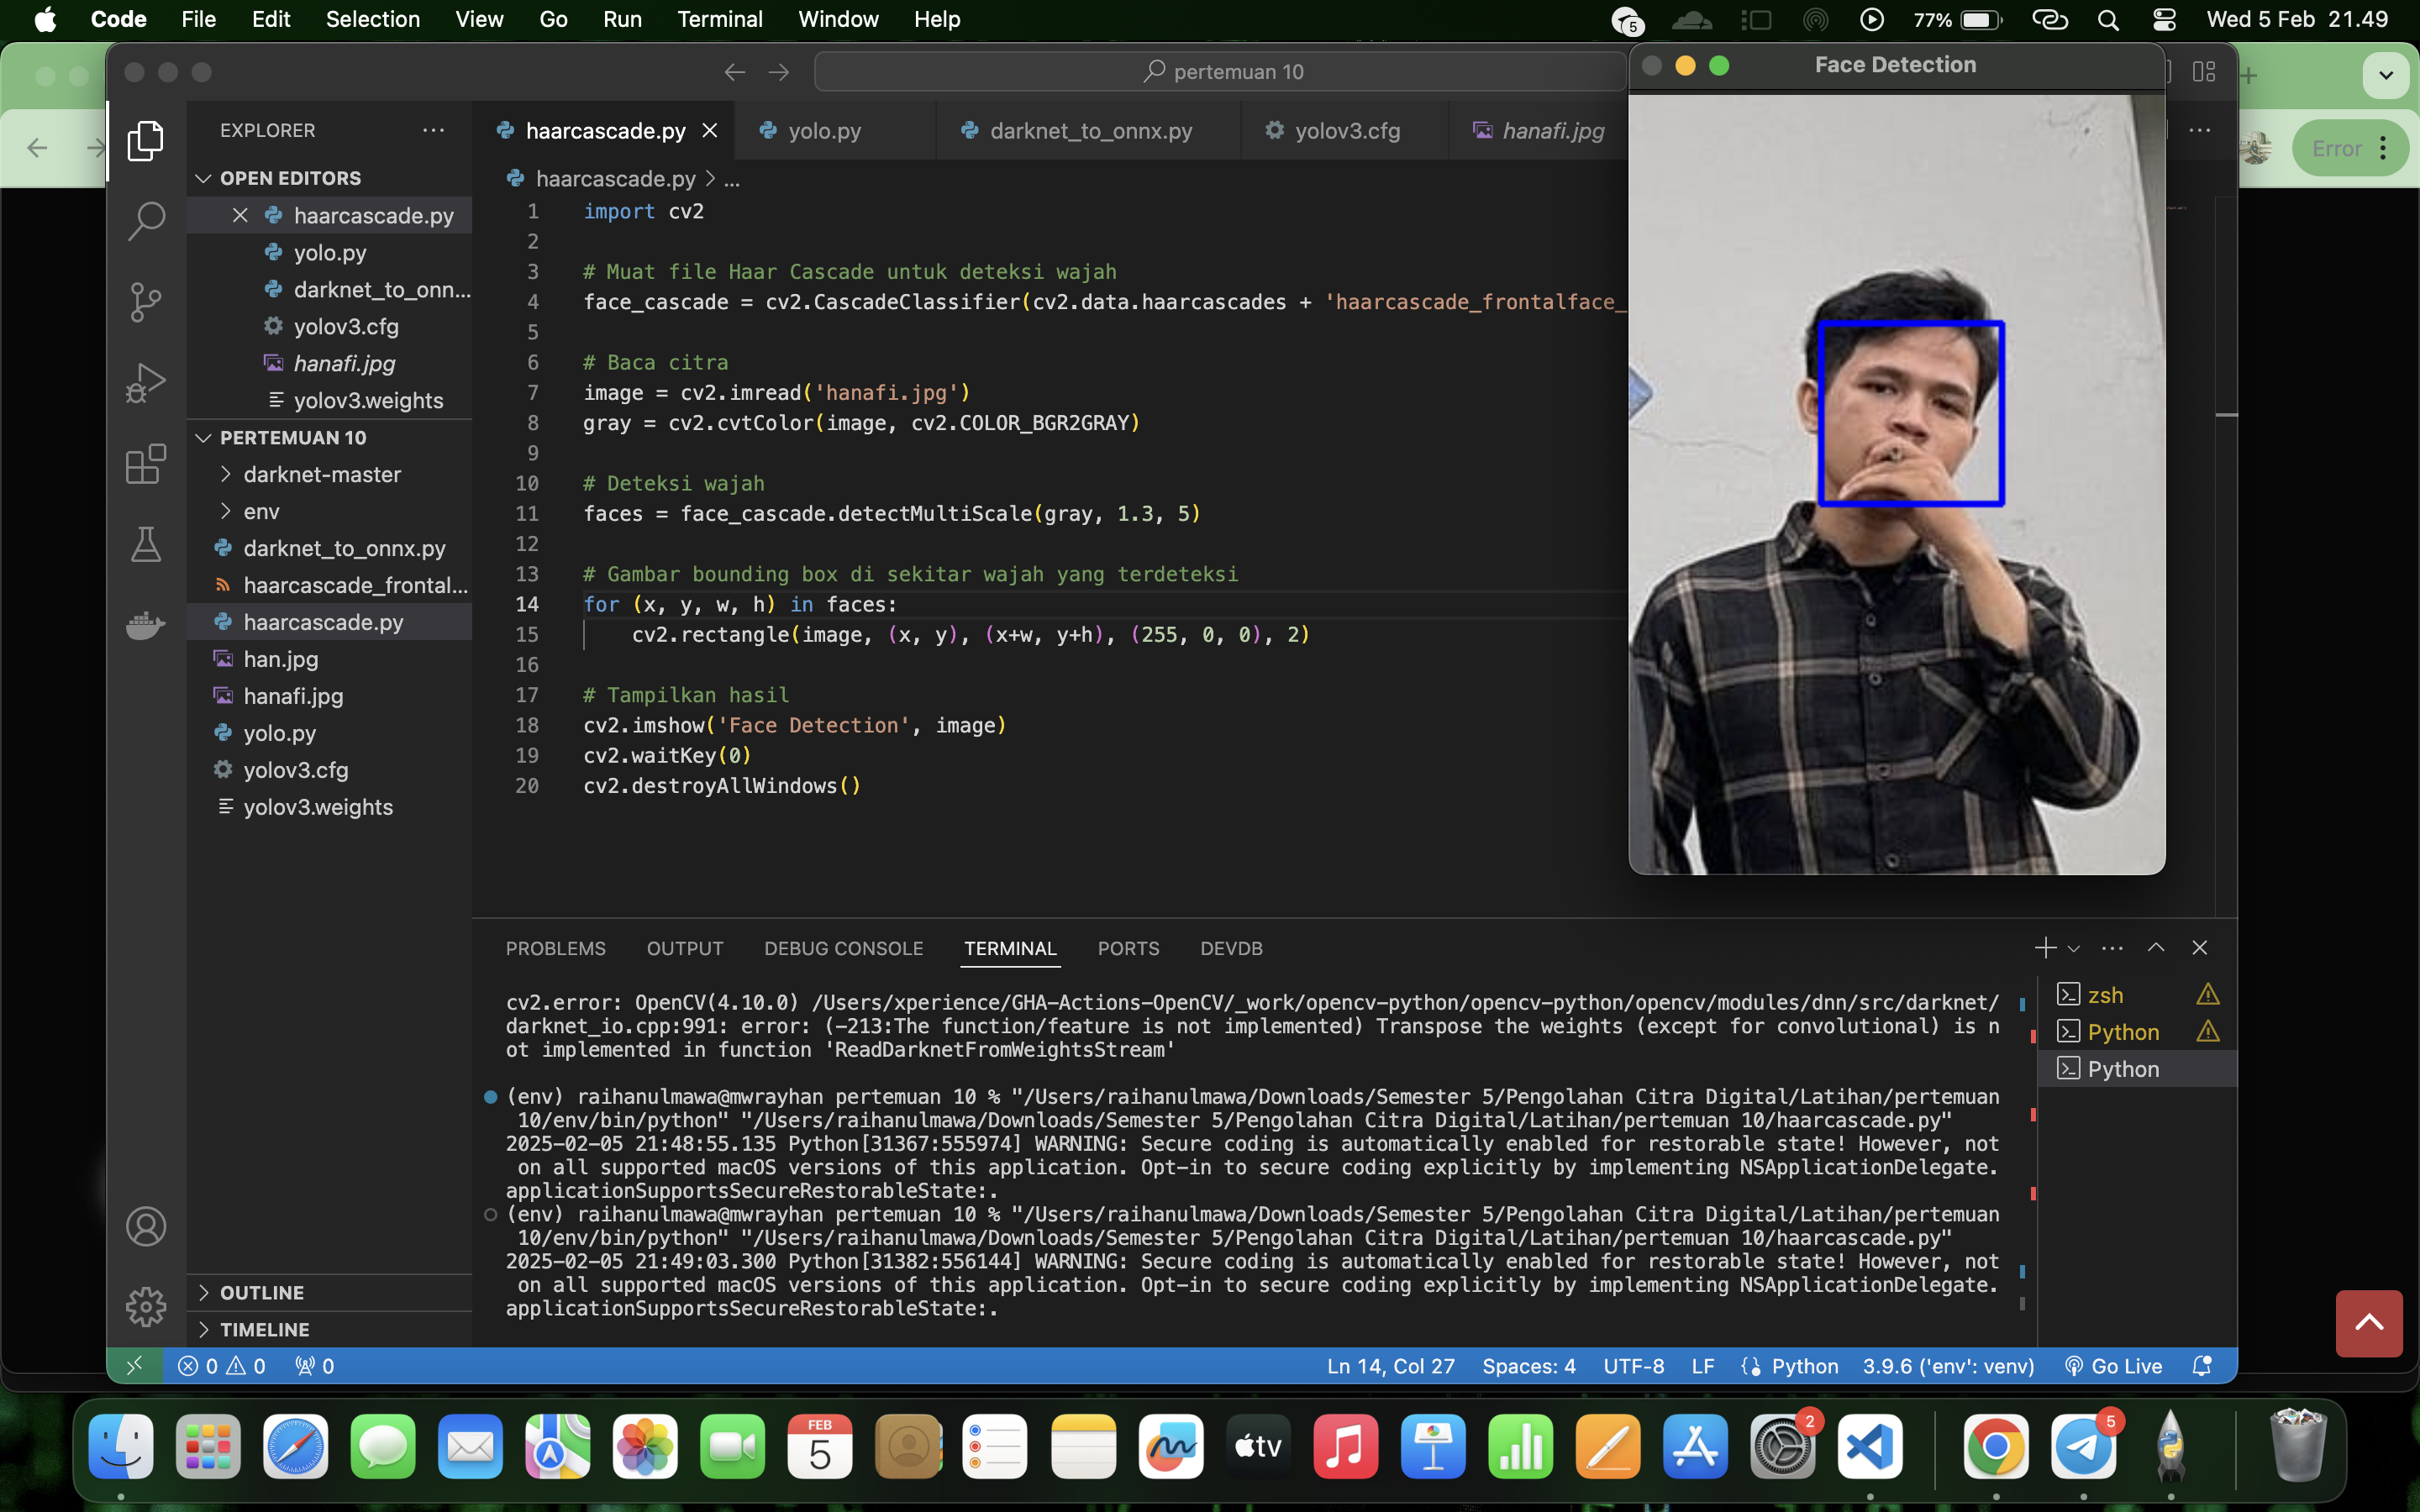 Code File Edit Selection View Go Run Terminal Window Help
5
77%
Wed 5 Feb 21.49
pertemuan 10
Face Detection
Error
EXPLORER
OPEN EDITORS
haarcascade.py
yolo.py
darknet_to_onn...
yolov3.cfg
hanafi.jpg
yolov3.weights
PERTEMUAN 10
darknet-master
env
darknet_to_onnx.py
haarcascade_frontal...
haarcascade.py
han.jpg
hanafi.jpg
yolo.py
yolov3.cfg
yolov3.weights
OUTLINE
TIMELINE
haarcascade.py yolo.py darknet_to_onnx.py yolov3.cfg hanafi.jpg
haarcascade.py > ...
1 import cv2
2
3 # Muat file Haar Cascade untuk deteksi wajah
4 face_cascade = cv2.CascadeClassifier(cv2.data.haarcascades + 'haarcascade_frontalface_
5
6 # Baca citra
7 image = cv2.imread('hanafi.jpg')
8 gray = cv2.cvtColor(image, cv2.COLOR_BGR2GRAY)
9
10 # Deteksi wajah
11 faces = face_cascade.detectMultiScale(gray, 1.3, 5)
12
13 # Gambar bounding box di sekitar wajah yang terdeteksi
14 for (x, y, w, h) in faces:
15 cv2.rectangle(image, (x, y), (x+w, y+h), (255, 0, 0), 2)
16
17 # Tampilkan hasil
18 cv2.imshow('Face Detection', image)
19 cv2.waitKey(0)
20 cv2.destroyAllWindows()
PROBLEMS OUTPUT DEBUG CONSOLE TERMINAL PORTS DEVDB
cv2.error: OpenCV(4.10.0) /Users/xperience/GHA-Actions-OpenCV/_work/opencv-python/opencv-python/opencv/modules/dnn/src/darknet/
darknet_io.cpp:991: error: (-213:The function/feature is not implemented) Transpose the weights (except for convolutional) is n
ot implemented in function 'ReadDarknetFromWeightsStream'
(env) raihanulmawa@mwrayhan pertemuan 10 % "/Users/raihanulmawa/Downloads/Semester 5/Pengolahan Citra Digital/Latihan/pertemuan
10/env/bin/python" "/Users/raihanulmawa/Downloads/Semester 5/Pengolahan Citra Digital/Latihan/pertemuan 10/haarcascade.py"
2025-02-05 21:48:55.135 Python[31367:555974] WARNING: Secure coding is automatically enabled for restorable state! However, not
on all supported macOS versions of this application. Opt-in to secure coding explicitly by implementing NSApplicationDelegate.
applicationSupportsSecureRestorableState:.
(env) raihanulmawa@mwrayhan pertemuan 10 % "/Users/raihanulmawa/Downloads/Semester 5/Pengolahan Citra Digital/Latihan/pertemuan
10/env/bin/python" "/Users/raihanulmawa/Downloads/Semester 5/Pengolahan Citra Digital/Latihan/pertemuan 10/haarcascade.py"
2025-02-05 21:49:03.300 Python[31382:556144] WARNING: Secure coding is automatically enabled for restorable state! However, not
on all supported macOS versions of this application. Opt-in to secure coding explicitly by implementing NSApplicationDelegate.
applicationSupportsSecureRestorableState:.
zsh
Python
Python
0 0 0
Ln 14, Col 27 Spaces: 4 UTF-8 LF Python 3.9.6 ('env': venv) Go Live
FEB
5
tv
2
5